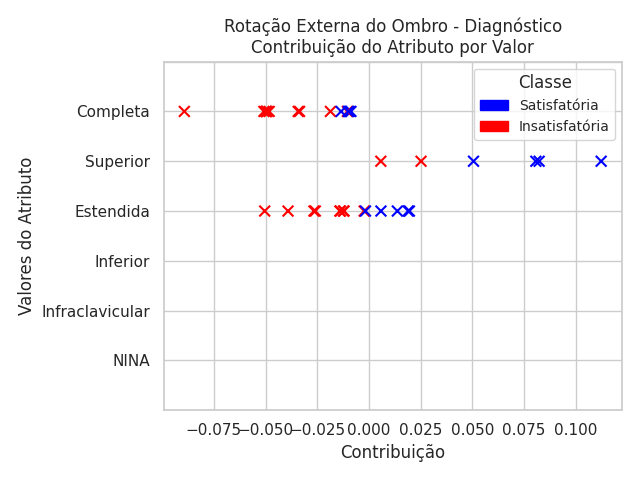 Rotação Externa do Ombro - Diagnóstico
Contribuição do Atributo por Valor
Classe
Satisfatória
Insatisfatória
Valores do Atributo
Completa
Superior
Estendida
Inferior
Infraclavicular
NINA
−0.075 −0.050 −0.025 0.000 0.025 0.050 0.075 0.100
Contribuição